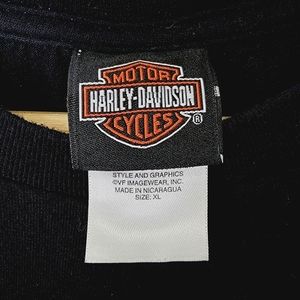 MOTOR
HARLEY-DAVIDSON
CYCLES
®
STYLE AND GRAPHICS
©VF IMAGEWEAR, INC.
MADE IN NICARAGUA
SIZE: XL